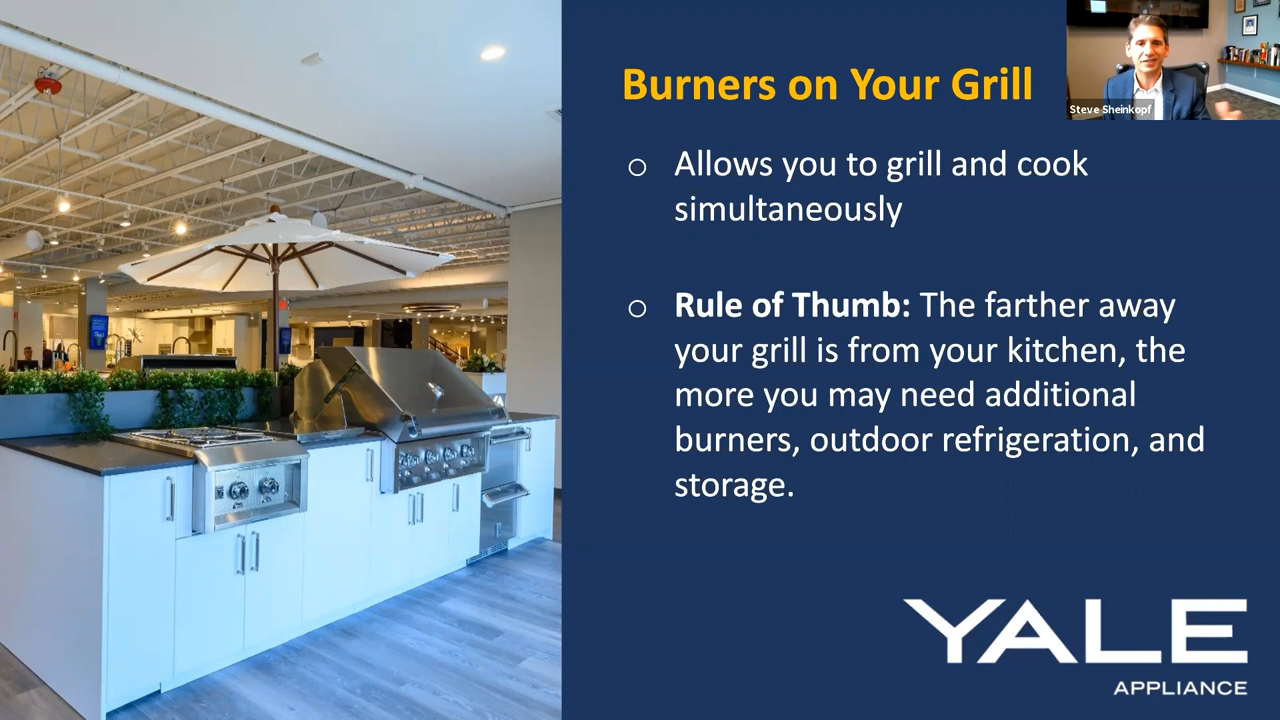 Burners on Your Grill
Steve Sheinkopf
o Allows you to grill and cook
simultaneously
o Rule of Thumb: The farther away
your grill is from your kitchen, the
more you may need additional
burners, outdoor refrigeration, and
storage.
YALE
APPLIANCE